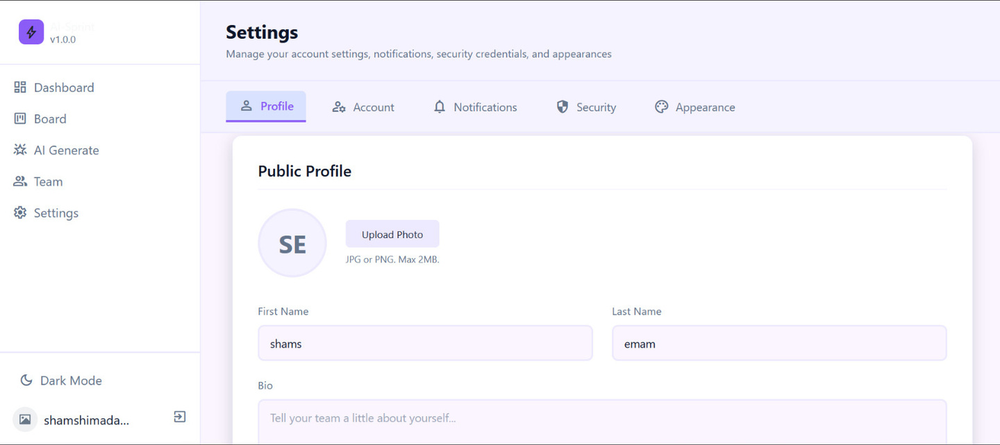 AI-Sprint
v1.0.0
Dashboard
Board
AI Generate
Team
Settings
Dark Mode
shamshimada...
Settings
Manage your account settings, notifications, security credentials, and appearances
Profile
Account
Notifications
Security
Appearance
Public Profile
SE
Upload Photo
JPG or PNG. Max 2MB.
First Name
Last Name
shams
emam
Bio
Tell your team a little about yourself...